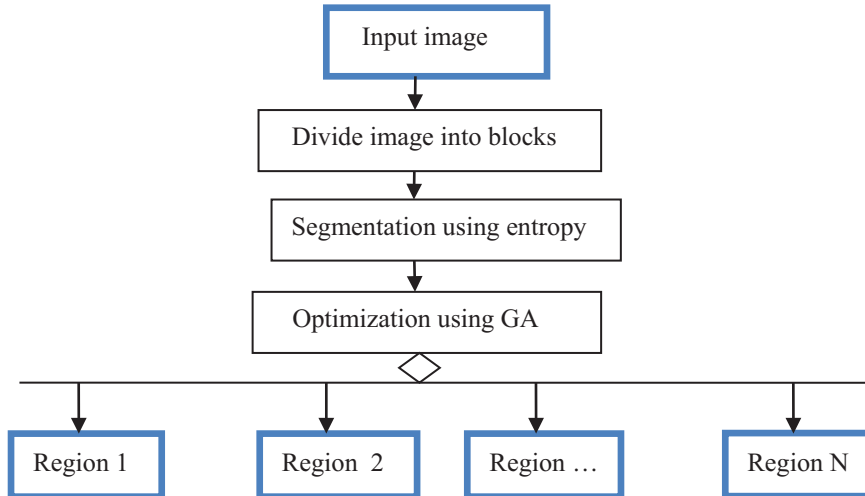 Input image
Divide image into blocks
Segmentation using entropy
Optimization using GA
Region 1
Region 2
Region …
Region N